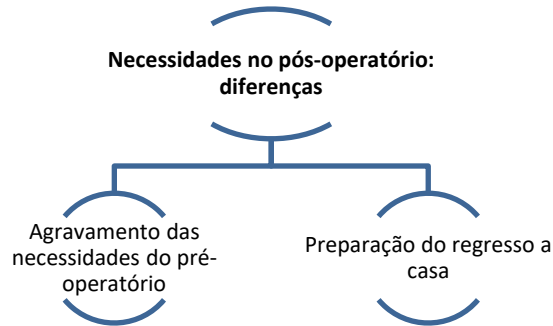 Necessidades no pós-operatório:
diferenças
Agravamento das
necessidades do pré-
operatório
Preparação do regresso a
casa